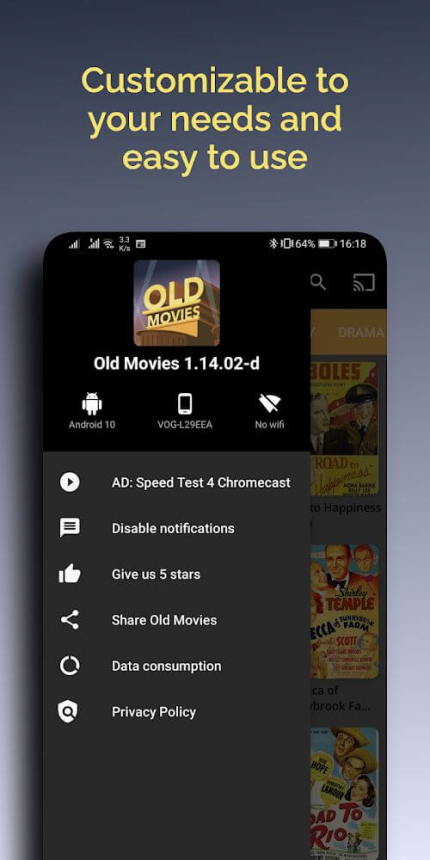 Customizable to
your needs and
easy to use
3.3
K/s
64% 16:18
OLD
MOVIES
Old Movies 1.14.02-d
Android 10
VOG-L29EEA
No wifi
DRAMA
AD: Speed Test 4 Chromecast
Disable notifications
Give us 5 stars
Share Old Movies
Data consumption
Privacy Policy
BOLES
ROAD to
Happiness
to Happiness
Shirley
TEMPLE
CCA of SUNNYBROOK
FARM
SCOTT
ca of
ybrook Fa...
HOPE
LAMOUR
OAD TO
RIO